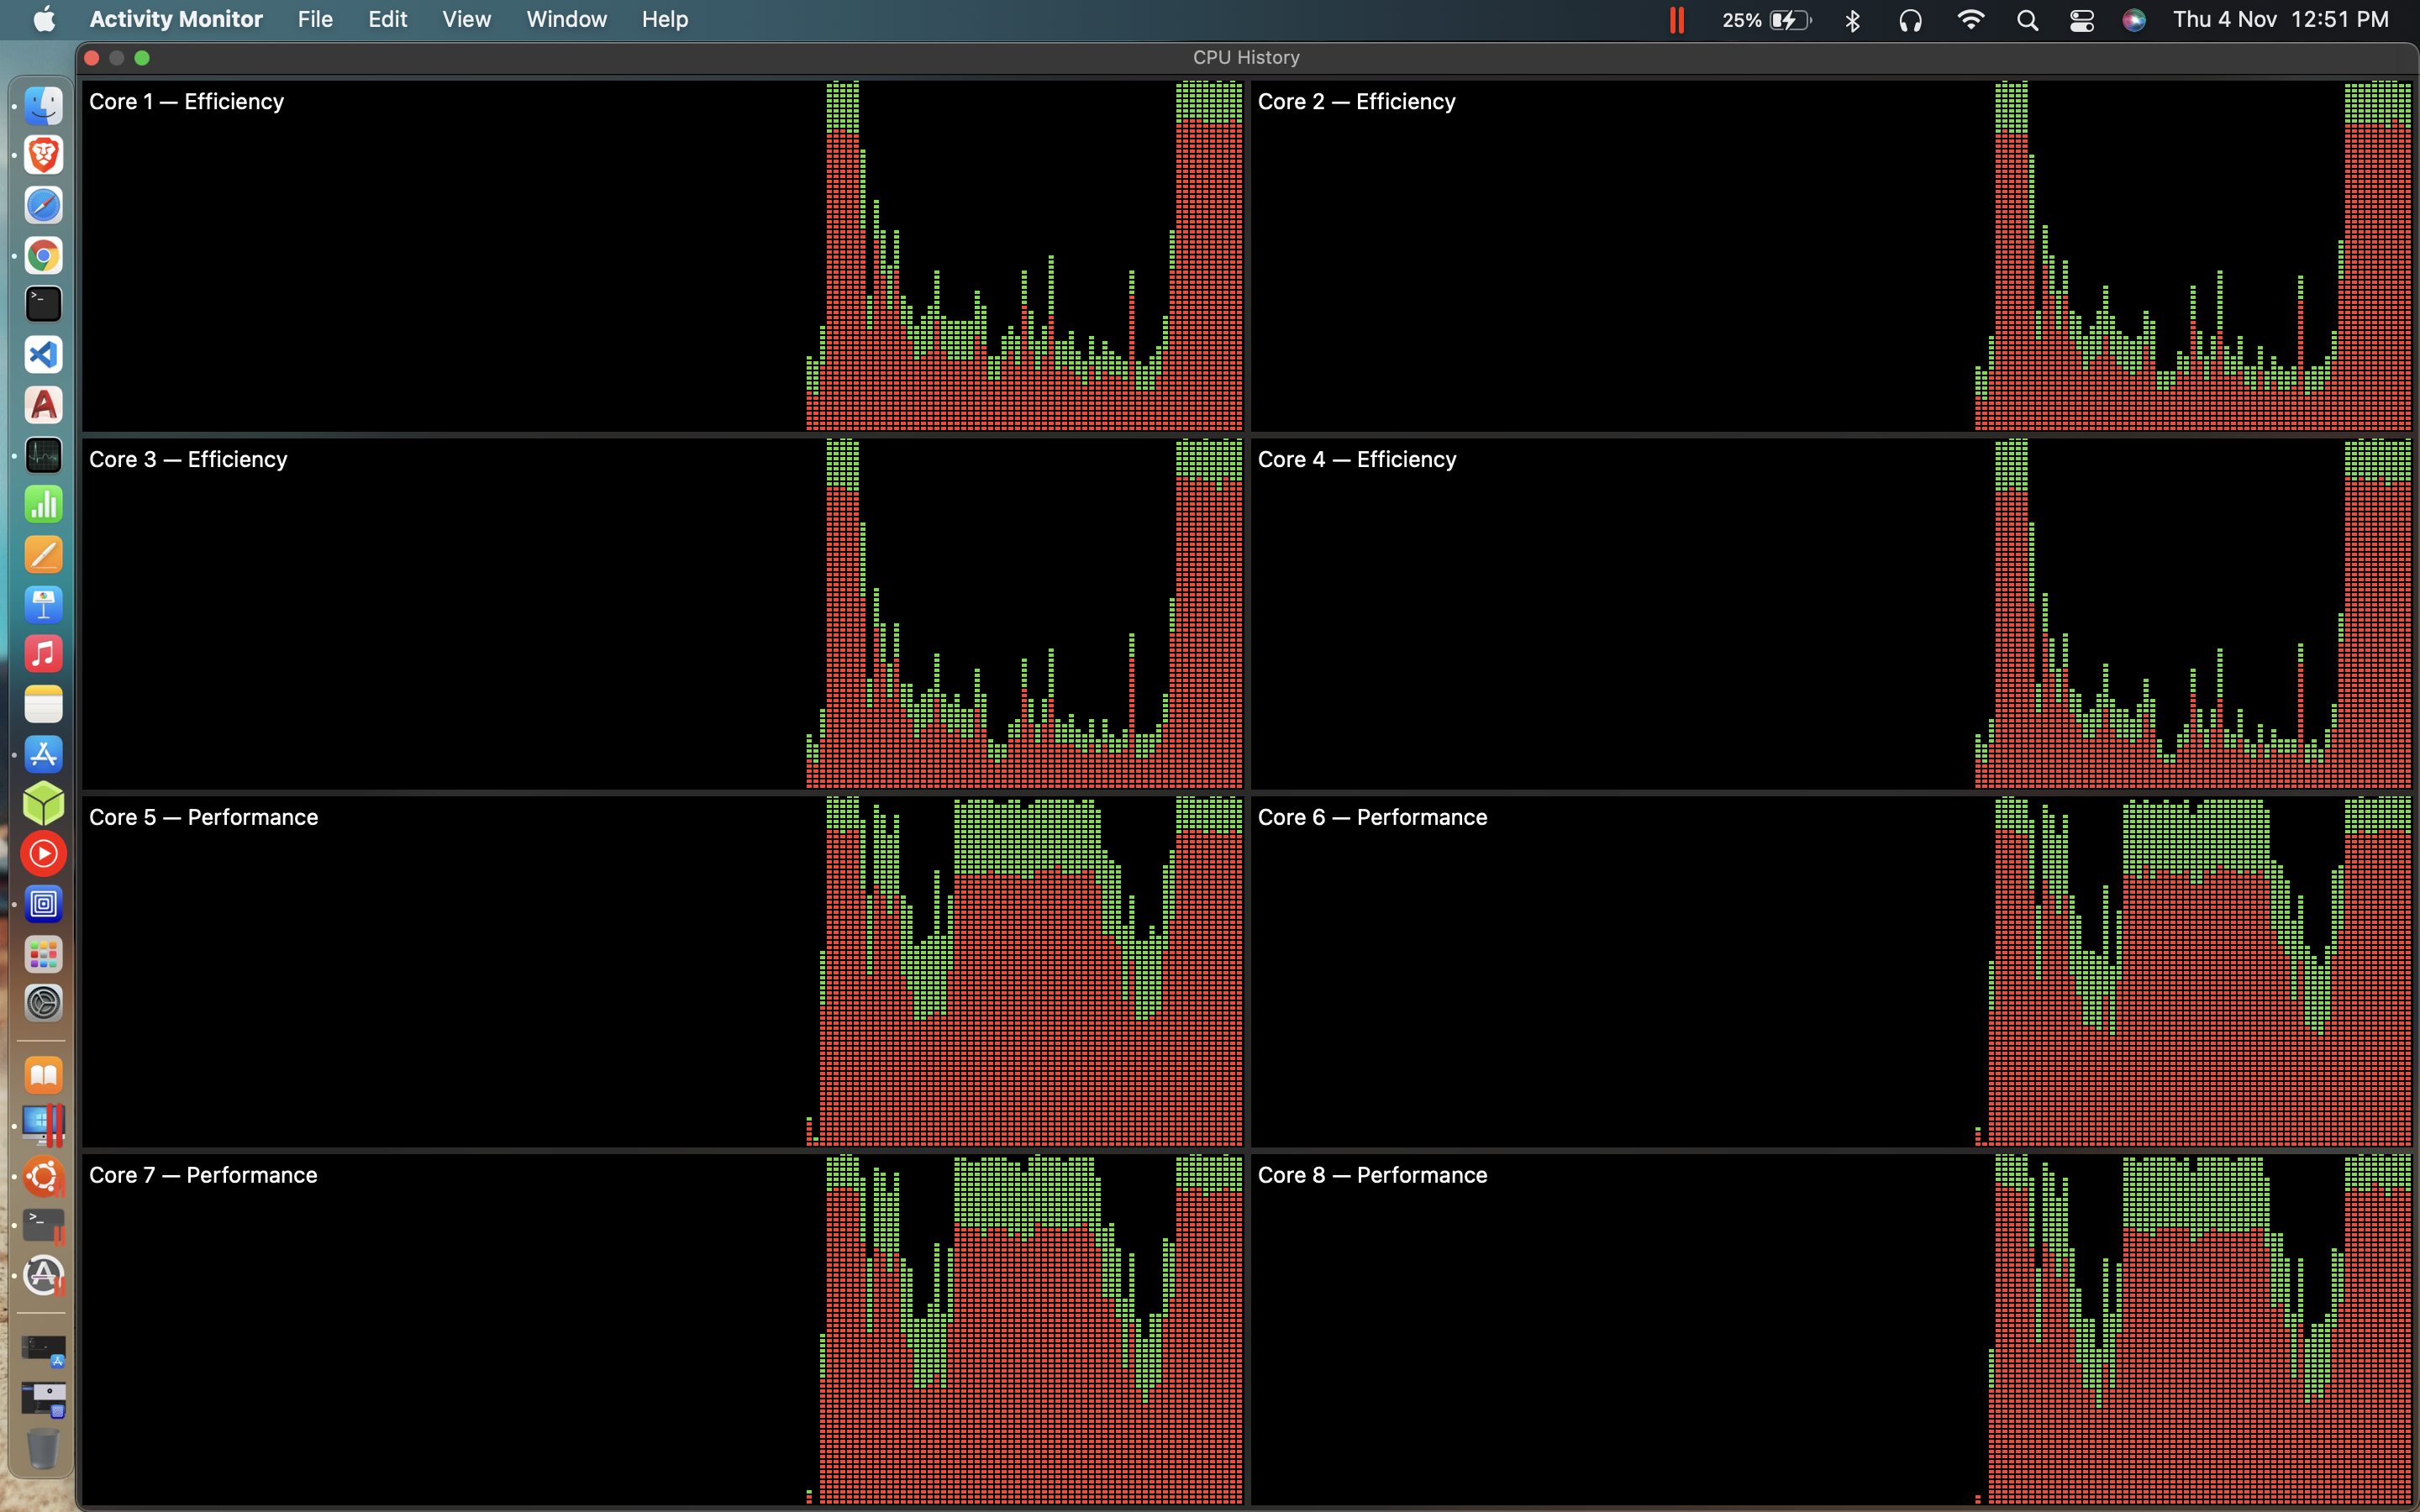 Activity Monitor File Edit View Window Help 25% Thu 4 Nov 12:51 PM
CPU History
Core 1 — Efficiency
Core 2 — Efficiency
Core 3 — Efficiency
Core 4 — Efficiency
Core 5 — Performance
Core 6 — Performance
Core 7 — Performance
Core 8 — Performance